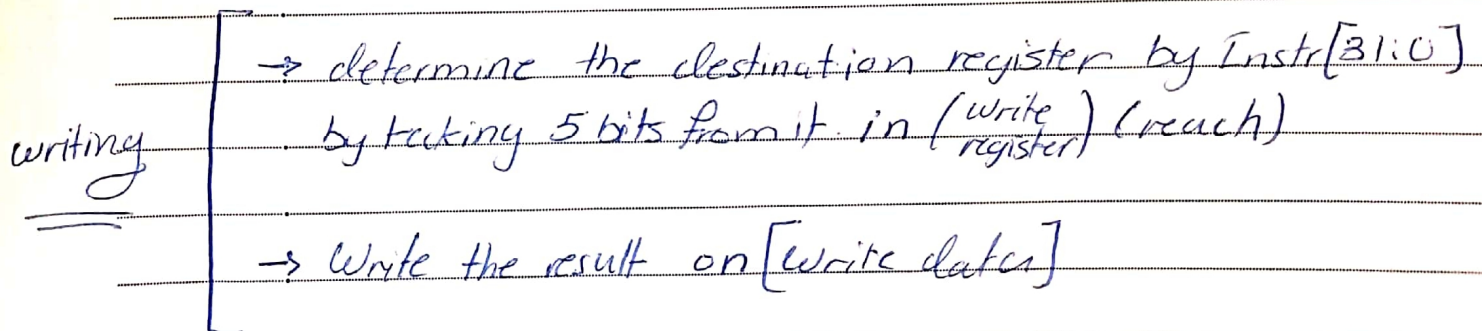 → determine the destination register by Instr[31:0]
writing by taking 5 bits from it in (write register) (reach)
→ Write the result on [write data]